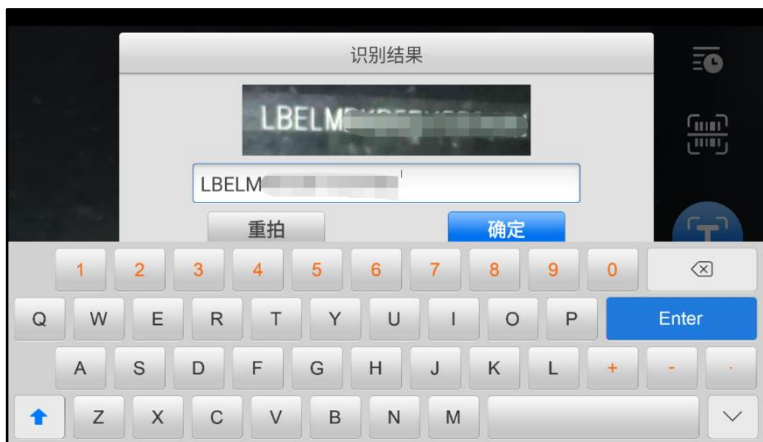 识别结果
LBELM
LBELM
重拍
确定
1 2 3 4 5 6 7 8 9 0
Q W E R T Y U I O P Enter
A S D F G H J K L + - .
Z X C V B N M